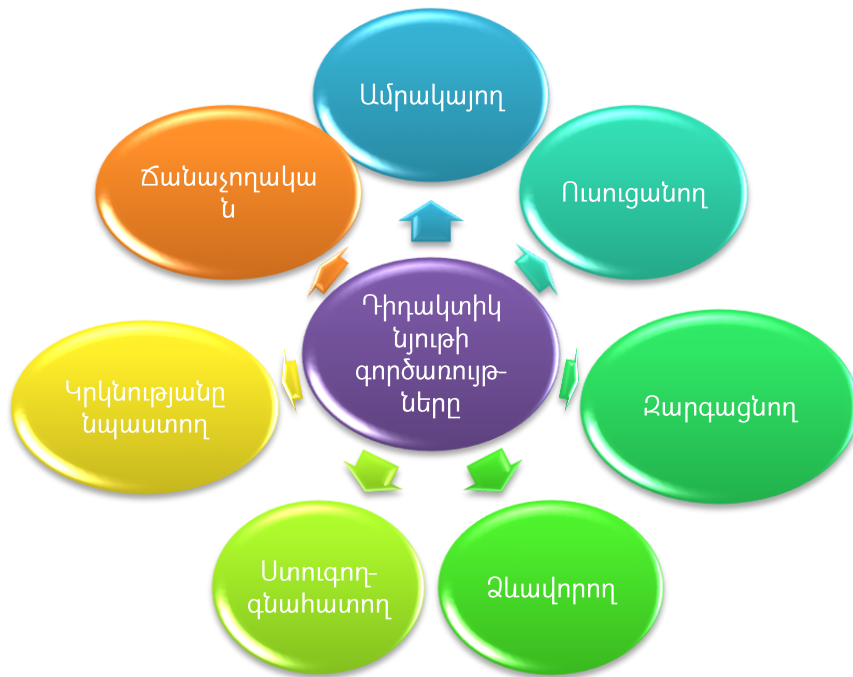 Ամրակայող
Ուսուցանող
Զարգացնող
Ձևավորող
Ստուգող-
գնահատող
Կրկնությանը
նպաստող
Ճանաչողակա
ն
Դիդակտիկ
նյութի
գործառույթ-
ները